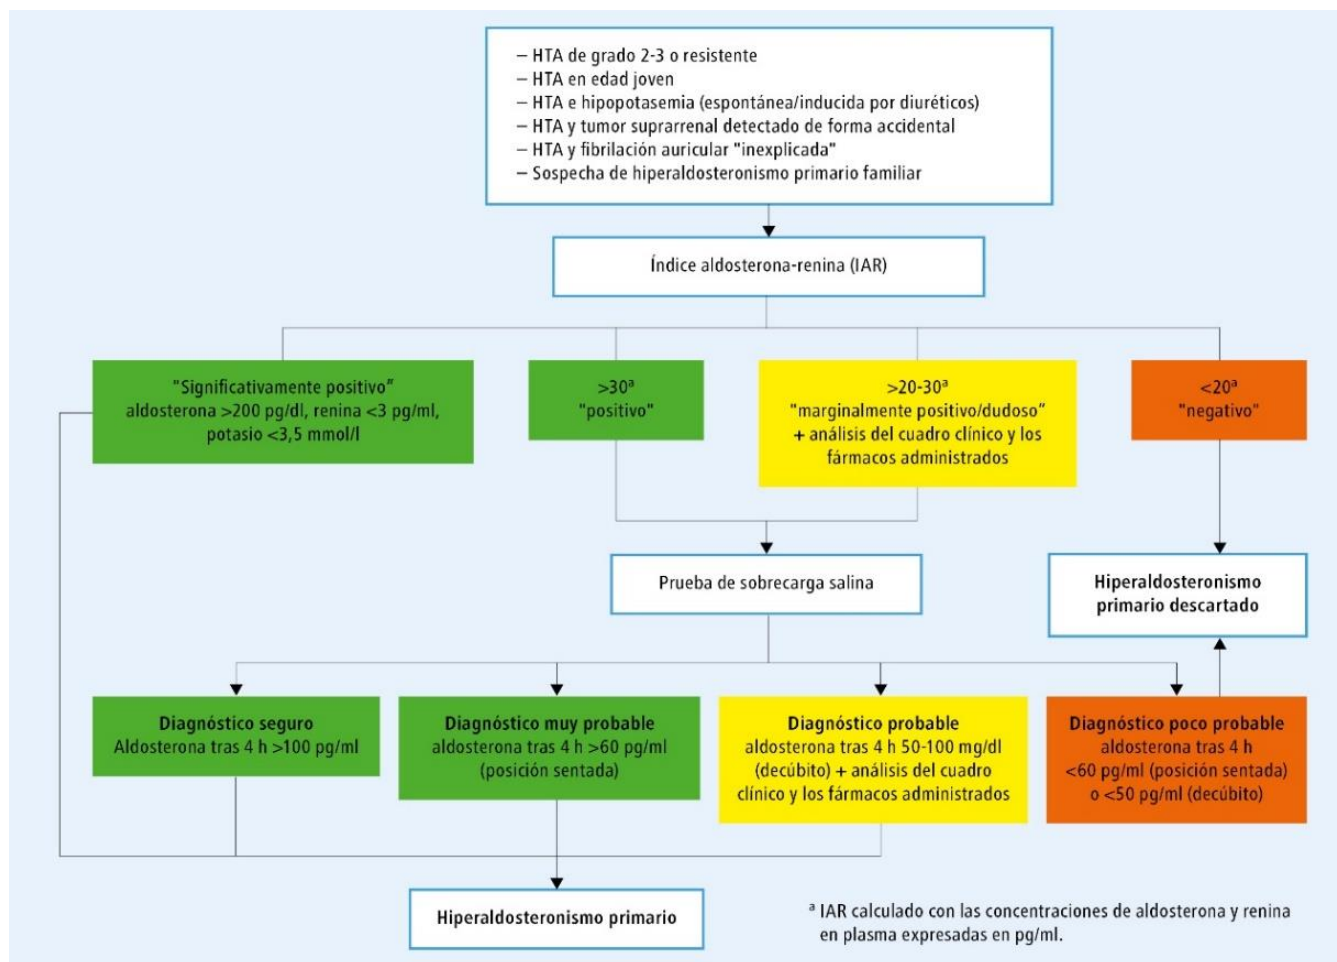 – HTA de grado 2-3 o resistente
– HTA en edad joven
– HTA e hipopotasemia (espontánea/inducida por diuréticos)
– HTA y tumor suprarrenal detectado de forma accidental
– HTA y fibrilación auricular "inexplicada"
– Sospecha de hiperaldosteronismo primario familiar
Índice aldosterona-renina (IAR)
"Significativamente positivo"
aldosterona >200 pg/dl, renina <3 pg/ml,
potasio <3,5 mmol/l
>30ª
"positivo"
>20-30ª
"marginalmente positivo/dudoso"
+ análisis del cuadro clínico y los
fármacos administrados
<20ª
"negativo"
Prueba de sobrecarga salina
Hiperaldosteronismo
primario descartado
Diagnóstico seguro
Aldosterona tras 4 h >100 pg/ml
Diagnóstico muy probable
aldosterona tras 4 h >60 pg/ml
(posición sentada)
Diagnóstico probable
aldosterona tras 4 h 50-100 mg/dl
(decúbito) + análisis del cuadro
clínico y los fármacos administrados
Diagnóstico poco probable
aldosterona tras 4 h
<60 pg/ml (posición sentada)
o <50 pg/ml (decúbito)
Hiperaldosteronismo primario
ª IAR calculado con las concentraciones de aldosterona y renina
en plasma expresadas en pg/ml.